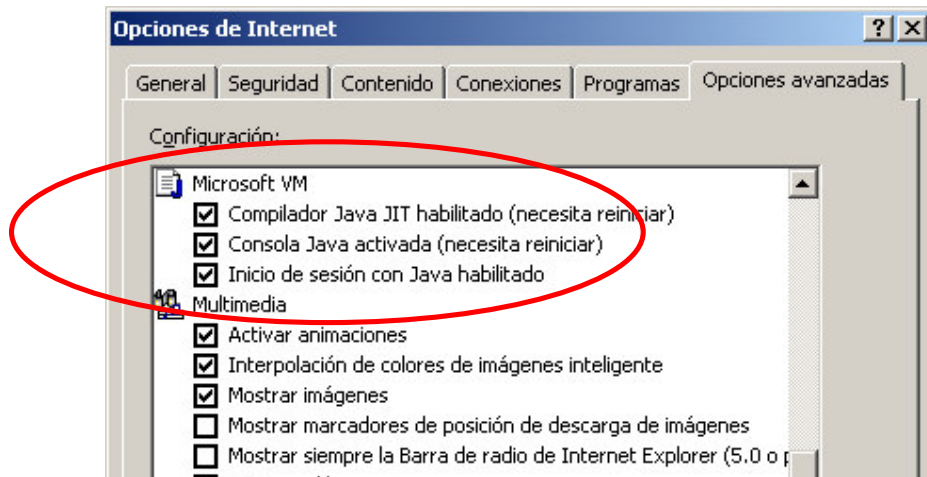 Opciones de Internet
General Seguridad Contenido Conexiones Programas Opciones avanzadas
Configuración:
Microsoft VM
Compilador Java JIT habilitado (necesita reiniciar)
Consola Java activada (necesita reiniciar)
Inicio de sesión con Java habilitado
Multimedia
Activar animaciones
Interpolación de colores de imágenes inteligente
Mostrar imágenes
Mostrar marcadores de posición de descarga de imágenes
Mostrar siempre la Barra de radio de Internet Explorer (5.0 o